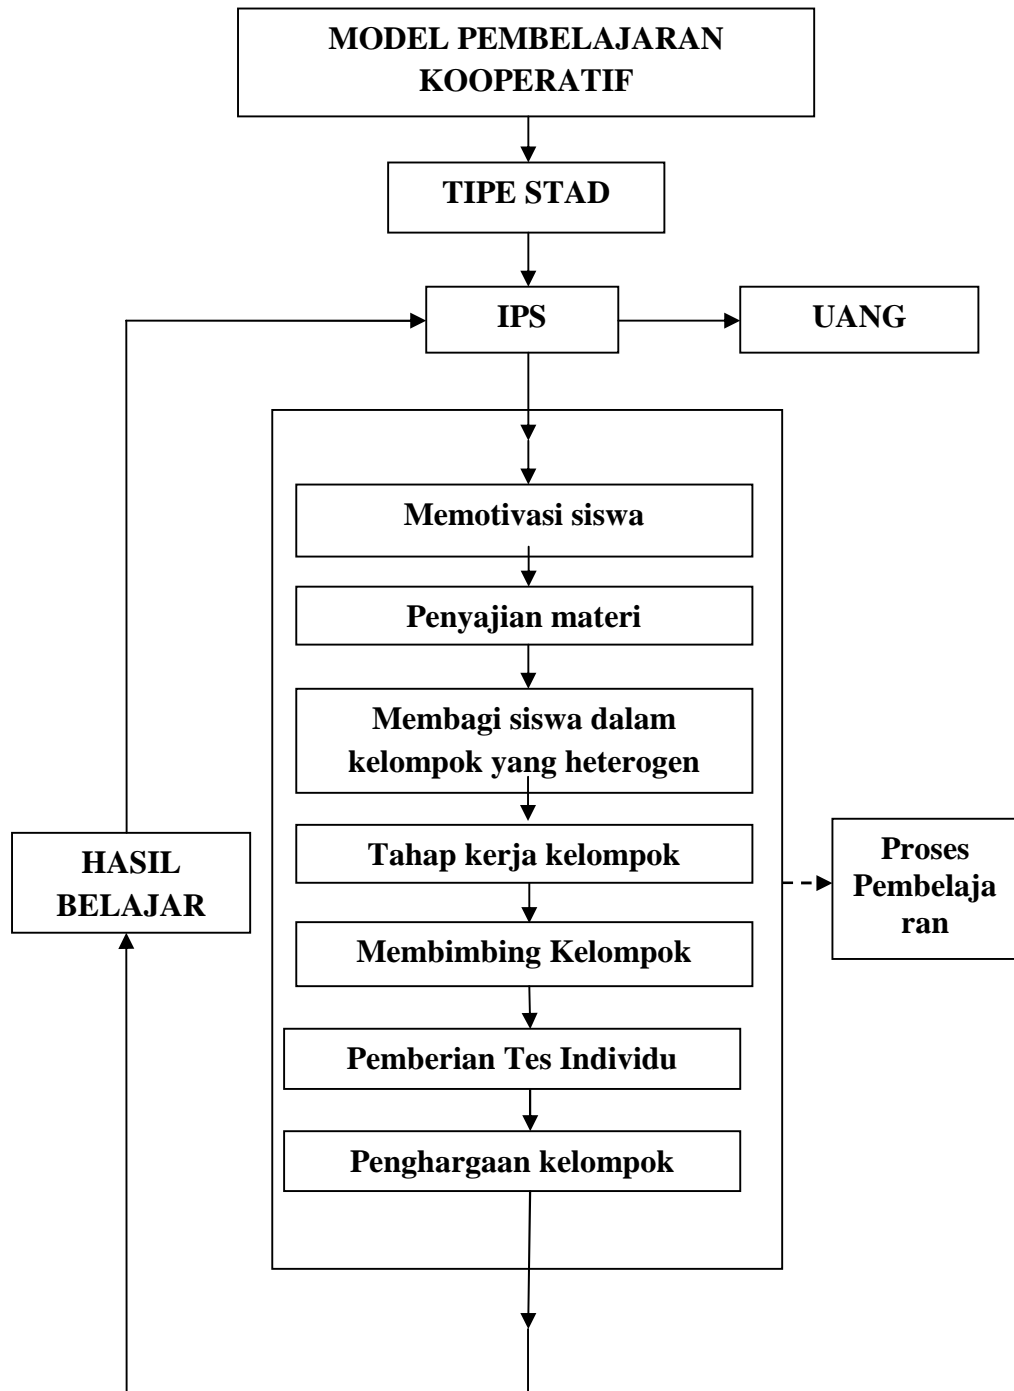 MODEL PEMBELAJARAN
KOOPERATIF
TIPE STAD
IPS
UANG
Memotivasi siswa
Penyajian materi
Membagi siswa dalam
kelompok yang heterogen
Tahap kerja kelompok
HASIL
BELAJAR
Proses
Pembelaja
ran
Membimbing Kelompok
Pemberian Tes Individu
Penghargaan kelompok